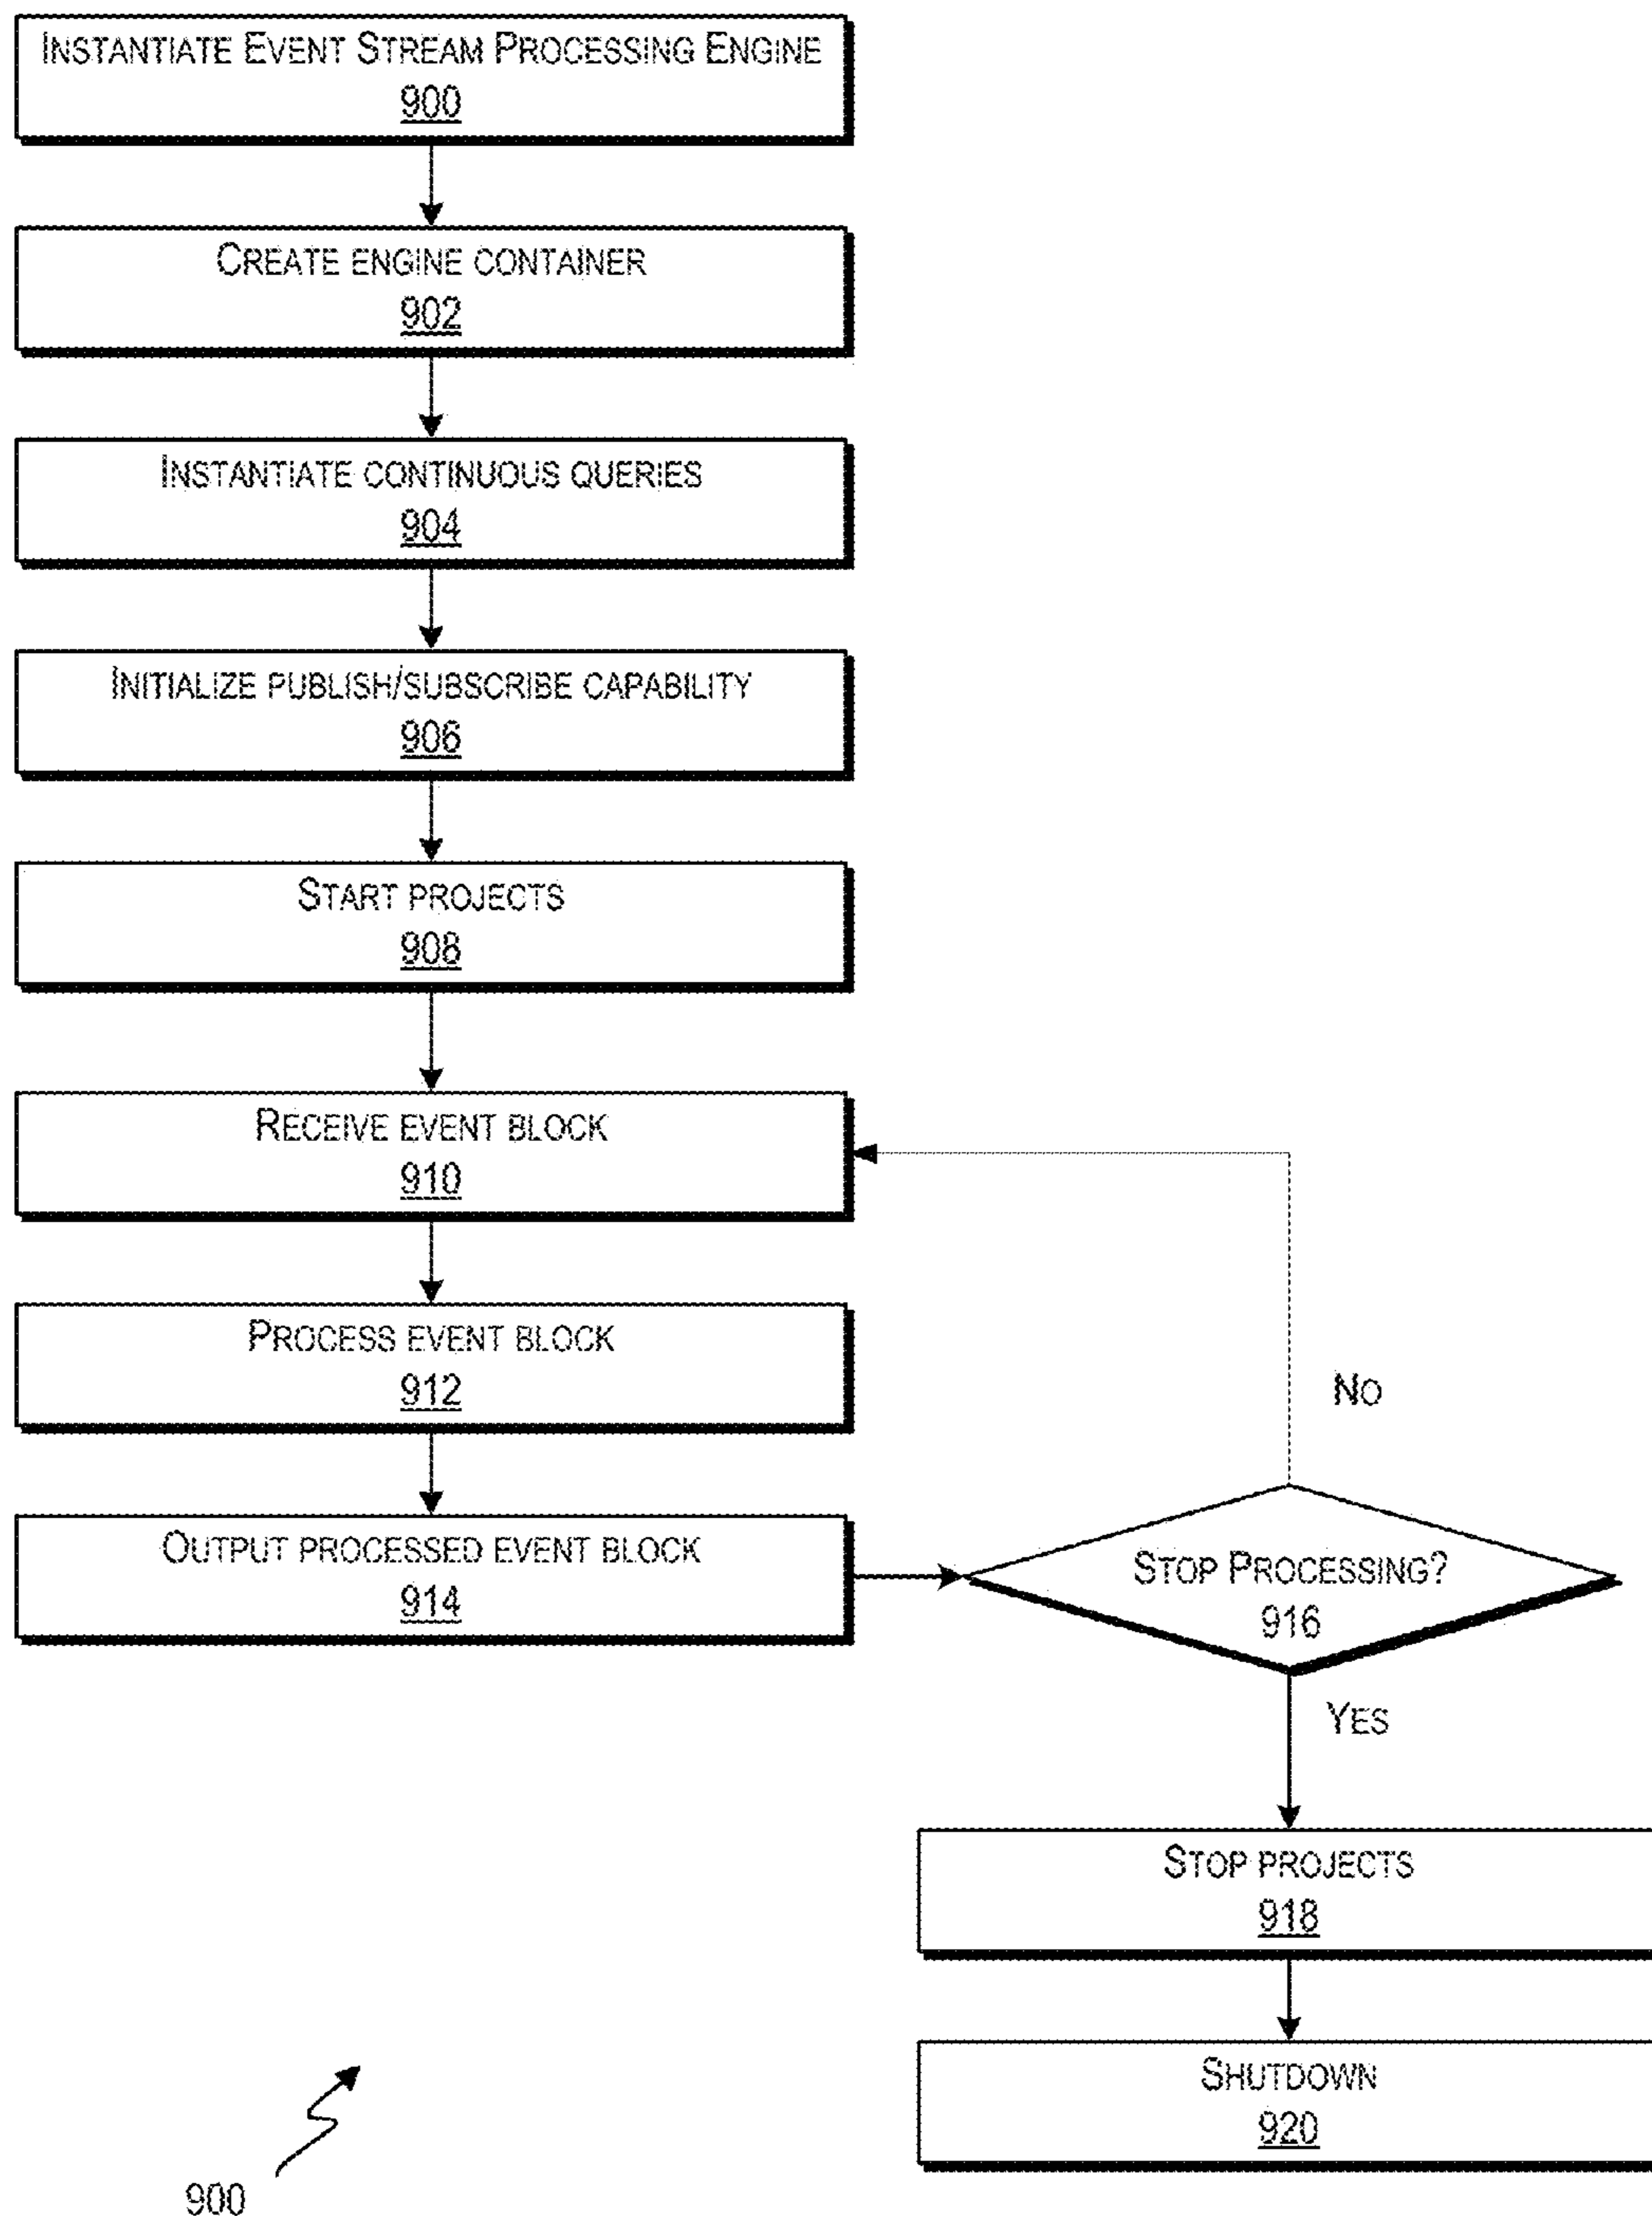 INSTANTIATE EVENT STREAM PROCESSING ENGINE
900
CREATE ENGINE CONTAINER
902
INSTANTIATE CONTINUOUS QUERIES
904
INITIALIZE PUBLISH/SUBSCRIBE CAPABILITY
906
START PROJECTS
908
RECEIVE EVENT BLOCK
910
PROCESS EVENT BLOCK
912
NO
OUTPUT PROCESSED EVENT BLOCK
914
STOP PROCESSING?
916
YES
STOP PROJECTS
918
SHUTDOWN
920
900